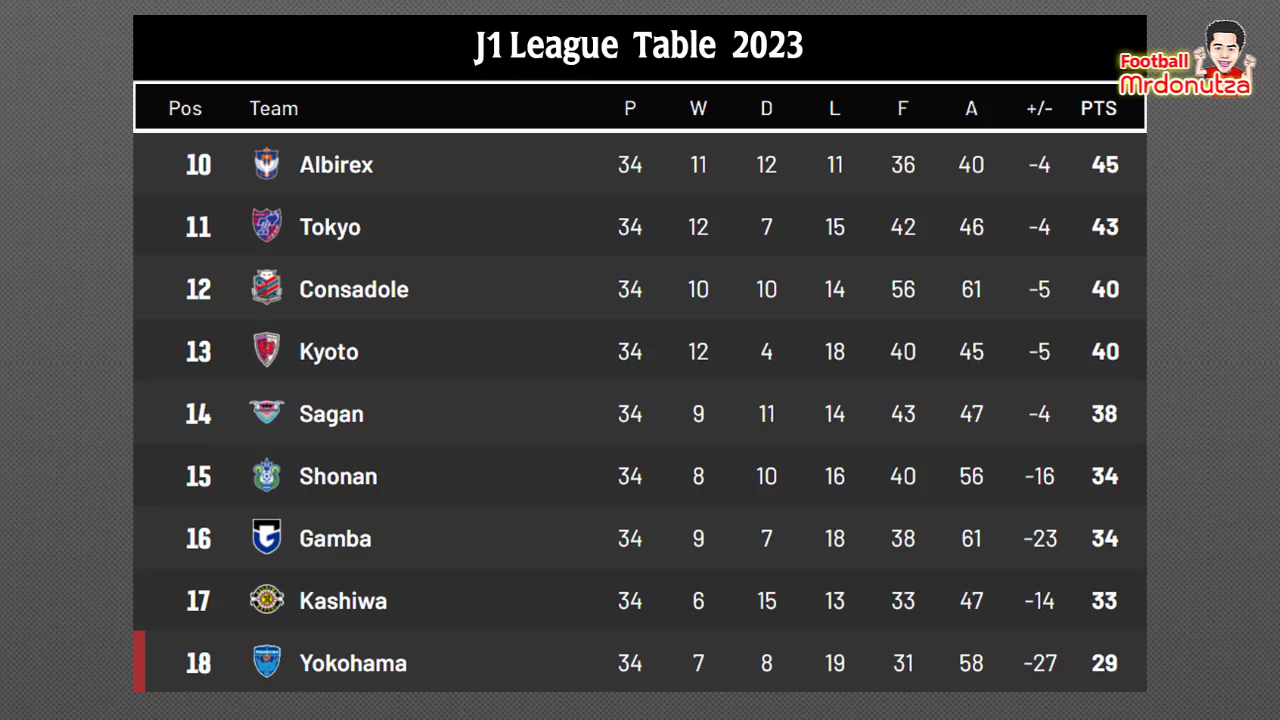 J1 League Table 2023
Football
Mrdonutza
Pos Team P W D L F A +/- PTS
10 Albirex 34 11 12 11 36 40 -4 45
11 Tokyo 34 12 7 15 42 46 -4 43
12 Consadole 34 10 10 14 56 61 -5 40
13 Kyoto 34 12 4 18 40 45 -5 40
14 Sagan 34 9 11 14 43 47 -4 38
15 Shonan 34 8 10 16 40 56 -16 34
16 Gamba 34 9 7 18 38 61 -23 34
17 Kashiwa 34 6 15 13 33 47 -14 33
18 Yokohama 34 7 8 19 31 58 -27 29